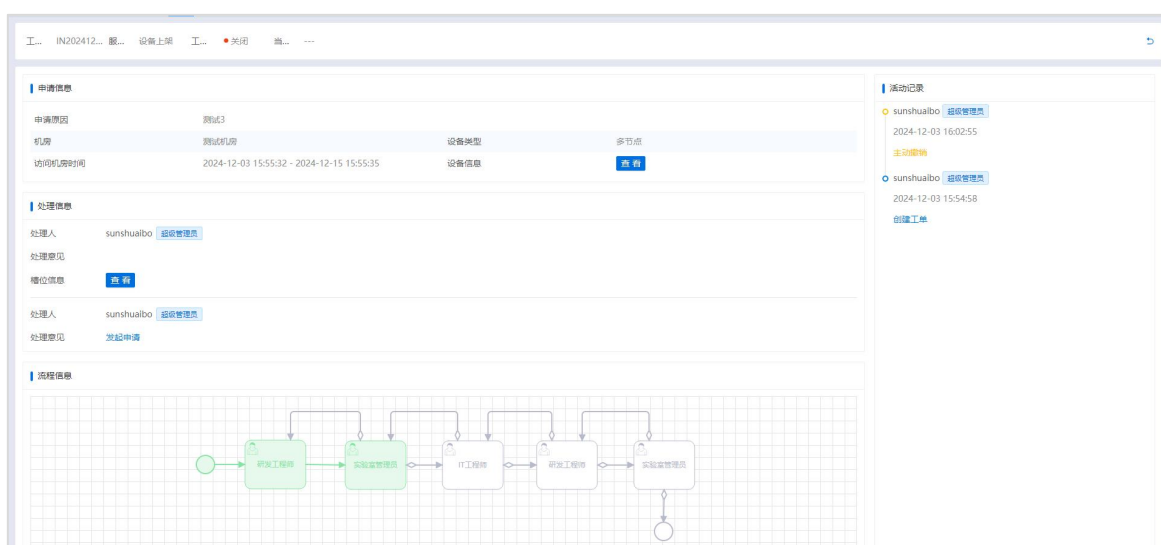 工... IN202412... 服... 设备上架 工... 关闭 当... ---
申请信息
申请原因 测试3
机房 测试机房 设备类型 多节点
访问机房时间 2024-12-03 15:55:32 - 2024-12-15 15:55:35 设备信息 查看
处理信息
处理人 sunshuaibo 超级管理员
处理意见
槽位信息 查看
处理人 sunshuaibo 超级管理员
处理意见 发起申请
流程信息
研发工程师 实验室管理员 IT工程师 研发工程师 实验室管理员
活动记录
sunshuaibo 超级管理员
2024-12-03 16:02:55
主动撤销
sunshuaibo 超级管理员
2024-12-03 15:54:58
创建工单